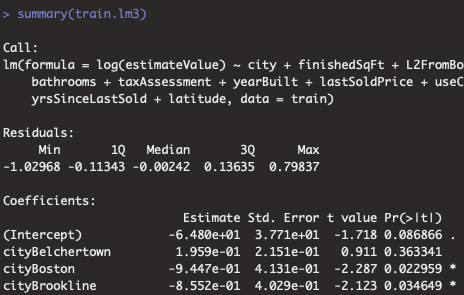 > summary(train.lm3)
Call:
lm(formula = log(estimateValue) ~ city + finishedSqFt + L2FromBo
bathrooms + taxAssessment + yearBuilt + lastSoldPrice + useC
yrsSinceLastSold + latitude, data = train)
Residuals:
Min 1Q Median 3Q Max
-1.02968 -0.11343 -0.00242 0.13635 0.79837
Coefficients:
Estimate Std. Error t value Pr(>|t|)
(Intercept) -6.480e+01 3.771e+01 -1.718 0.086866 .
cityBelchertown 1.959e-01 2.151e-01 0.911 0.363341
cityBoston -9.447e-01 4.131e-01 -2.287 0.022959 *
cityBrookline -8.552e-01 4.029e-01 -2.123 0.034649 *